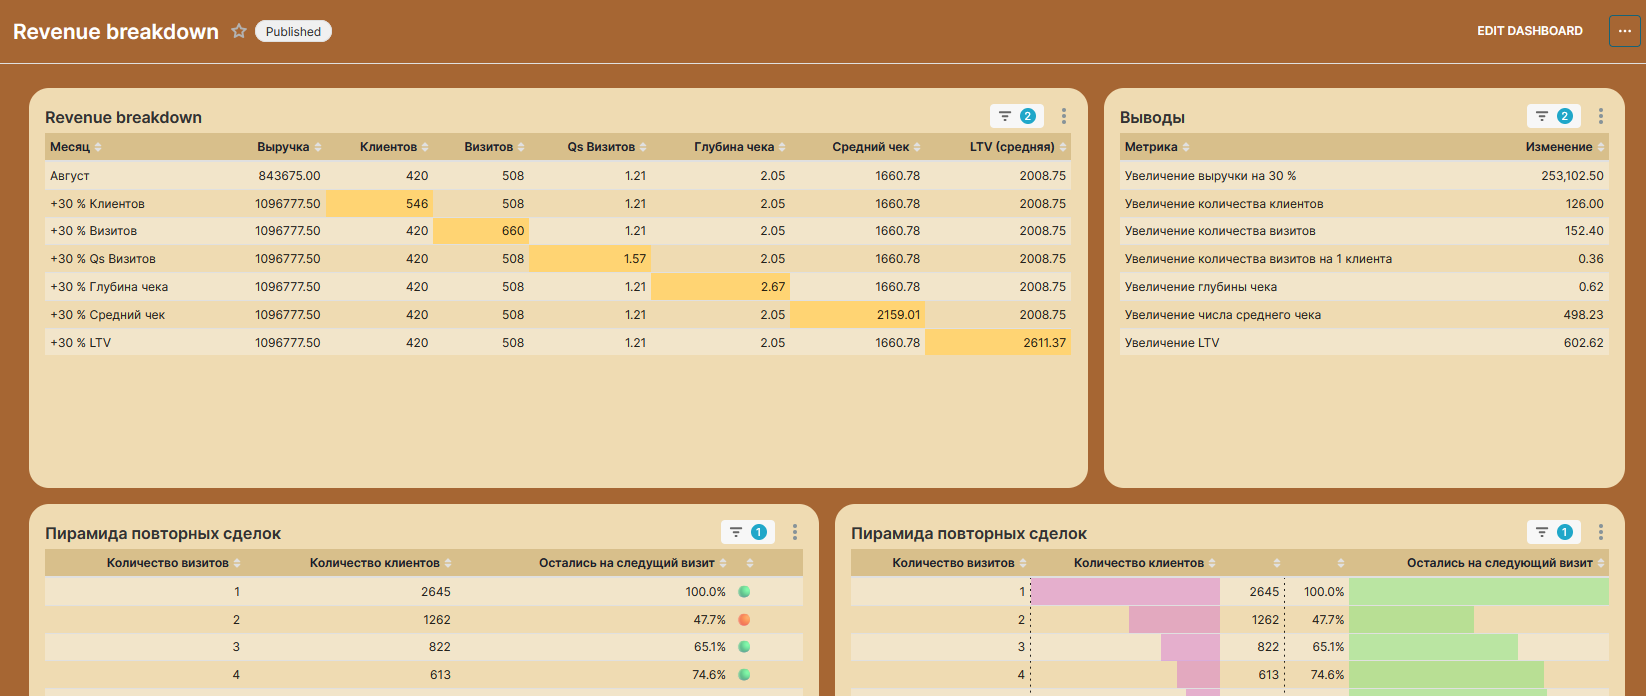 Revenue breakdown Published EDIT DASHBOARD ...
Revenue breakdown 2
Месяц Выручка Клиентов Визитов Qs Визитов Глубина чека Средний чек LTV (средняя)
Август 843675.00 420 508 1.21 2.05 1660.78 2008.75
+30 % Клиентов 1096777.50 546 508 1.21 2.05 1660.78 2008.75
+30 % Визитов 1096777.50 420 660 1.21 2.05 1660.78 2008.75
+30 % Qs Визитов 1096777.50 420 508 1.57 2.05 1660.78 2008.75
+30 % Глубина чека 1096777.50 420 508 1.21 2.67 1660.78 2008.75
+30 % Средний чек 1096777.50 420 508 1.21 2.05 2159.01 2008.75
+30 % LTV 1096777.50 420 508 1.21 2.05 1660.78 2611.37
Выводы 2
Метрика Изменение
Увеличение выручки на 30 % 253,102.50
Увеличение количества клиентов 126.00
Увеличение количества визитов 152.40
Увеличение количества визитов на 1 клиента 0.36
Увеличение глубины чека 0.62
Увеличение числа среднего чека 498.23
Увеличение LTV 602.62
Пирамида повторных сделок 1
Количество визитов Количество клиентов Остались на следущий визит
1 2645 100.0%
2 1262 47.7%
3 822 65.1%
4 613 74.6%
Пирамида повторных сделок 1
Количество визитов Количество клиентов Остались на следующий визит
1 2645 100.0%
2 1262 47.7%
3 822 65.1%
4 613 74.6%